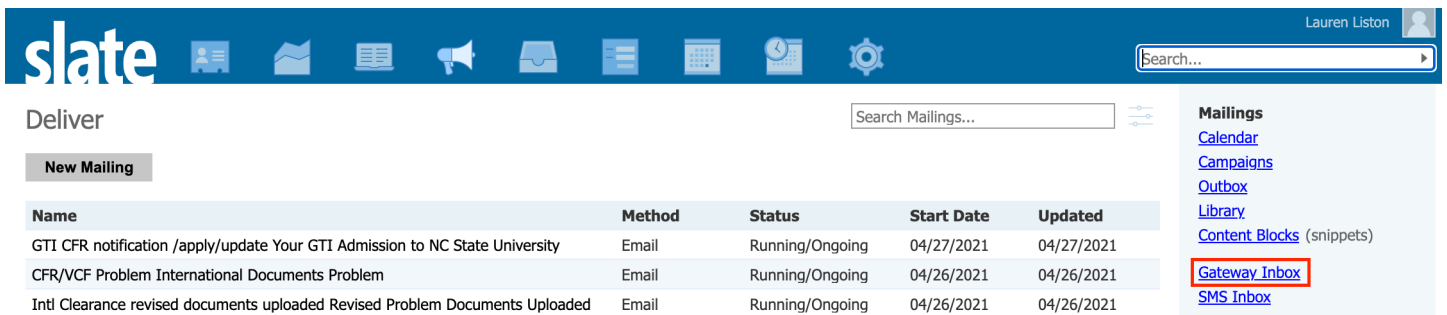 Lauren Liston
slate
Search...
Deliver
Search Mailings...
New Mailing
Name Method Status Start Date Updated
GTI CFR notification /apply/update Your GTI Admission to NC State University Email Running/Ongoing 04/27/2021 04/27/2021
CFR/VCF Problem International Documents Problem Email Running/Ongoing 04/26/2021 04/26/2021
Intl Clearance revised documents uploaded Revised Problem Documents Uploaded Email Running/Ongoing 04/26/2021 04/26/2021
Mailings
Calendar
Campaigns
Outbox
Library
Content Blocks (snippets)
Gateway Inbox
SMS Inbox